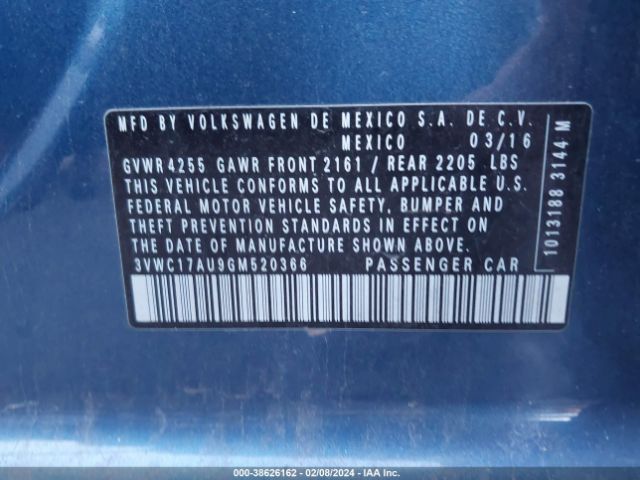 MFD BY VOLKSWAGEN DE MEXICO S.A. DE C.V.
MEXICO 03/16
GVWR 4255 GAWR FRONT 2161 / REAR 2205 LBS
THIS VEHICLE CONFORMS TO ALL APPLICABLE U.S.
FEDERAL MOTOR VEHICLE SAFETY, BUMPER AND
THEFT PREVENTION STANDARDS IN EFFECT ON
THE DATE OF MANUFACTURE SHOWN ABOVE.
3VWC17AU9GM520366 PASSENGER CAR
1013188 3144 M
000-38626162 - 02/08/2024 - IAA Inc.